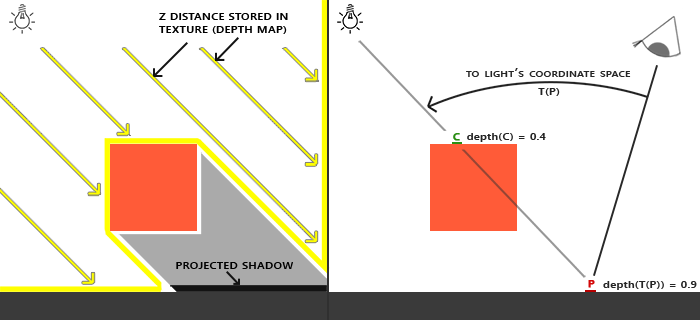 Z DISTANCE STORED IN
TEXTURE (DEPTH MAP)
PROJECTED SHADOW
TO LIGHT'S COORDINATE SPACE
T(P)
C depth(C) = 0.4
P depth(T(P)) = 0.9